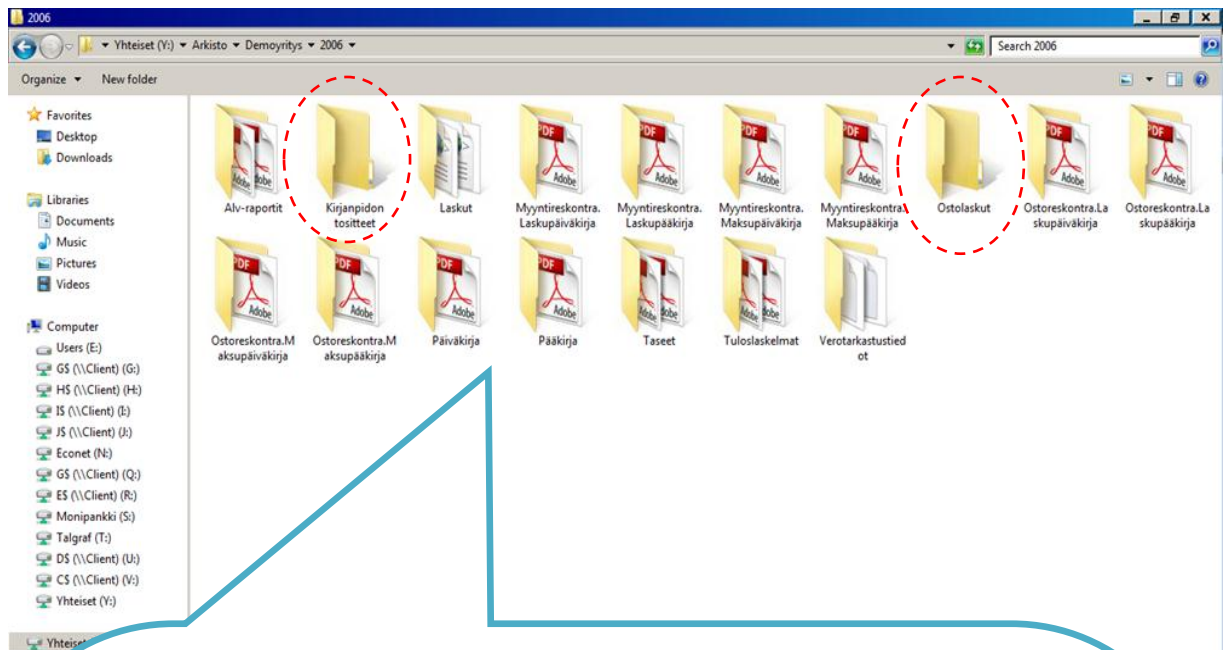 2006
Yhteiset (Y:) Arkisto Demoyritys 2006
Search 2006
Organize New folder
Favorites
Desktop
Downloads
Libraries
Documents
Music
Pictures
Videos
Computer
Users (E:)
G$ (\\Client) (G:)
H$ (\\Client) (H:)
I$ (\\Client) (I:)
J$ (\\Client) (J:)
Econet (N:)
G$ (\\Client) (Q:)
E$ (\\Client) (R:)
Monipankki (S:)
Talgraf (T:)
D$ (\\Client) (U:)
C$ (\\Client) (V:)
Yhteiset (Y:)
Yhteiset
Alv-raportit
Kirjanpidon
tositteet
Laskut
Myyntireskontra.
Laskupäiväkirja
Myyntireskontra.
Laskupääkirja
Myyntireskontra.
Maksupäiväkirja
Myyntireskontra.
Maksupääkirja
Ostolaskut
Ostoreskontra.La
skupäiväkirja
Ostoreskontra.La
skupääkirja
Ostoreskontra.M
aksupäiväkirja
Ostoreskontra.M
aksupääkirja
Päiväkirja
Pääkirja
Taseet
Tuloslaskelmat
Verotarkastustied
ot